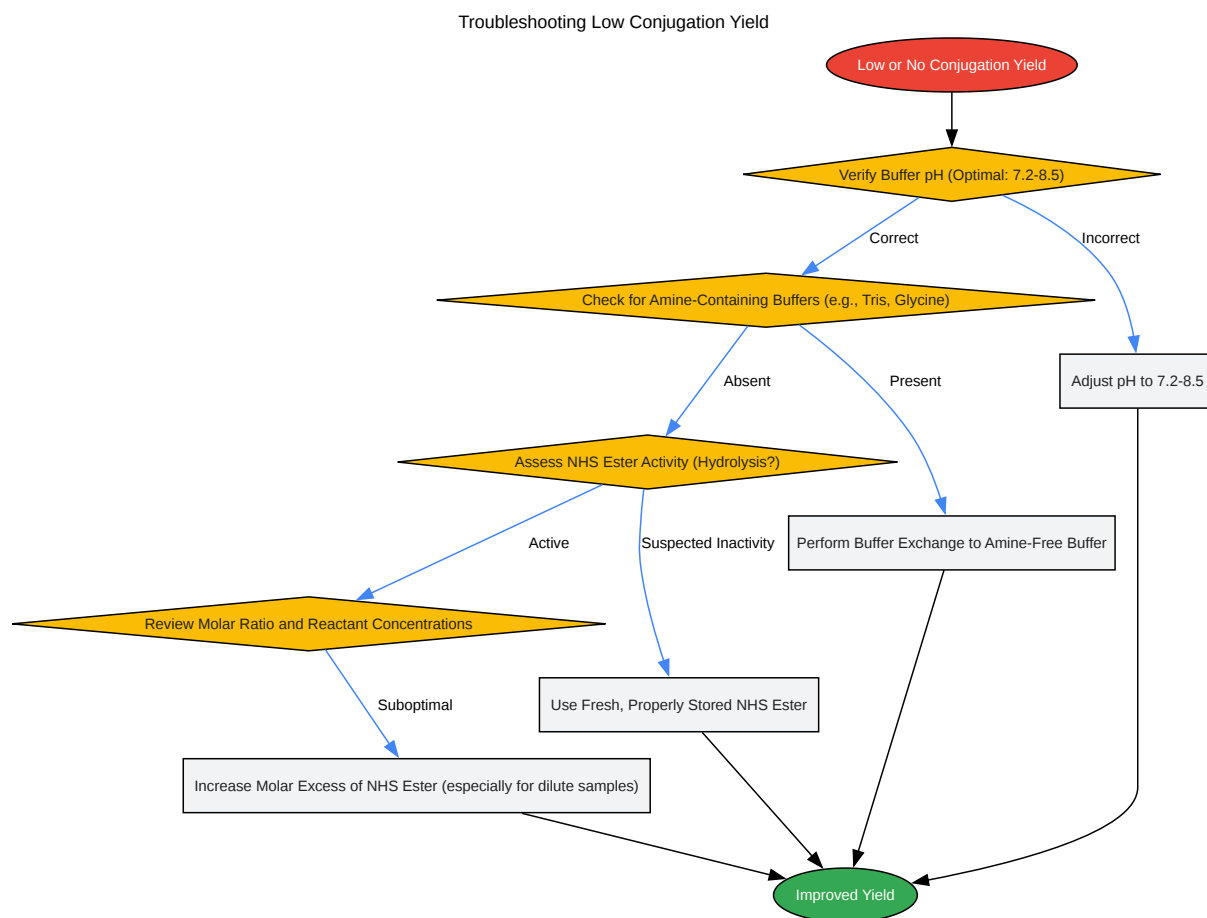 Troubleshooting Low Conjugation Yield
Low or No Conjugation Yield
Verify Buffer pH (Optimal: 7.2-8.5)
Correct
Incorrect
Check for Amine-Containing Buffers (e.g., Tris, Glycine)
Absent
Present
Adjust pH to 7.2-8.5
Assess NHS Ester Activity (Hydrolysis?)
Active
Suspected Inactivity
Perform Buffer Exchange to Amine-Free Buffer
Review Molar Ratio and Reactant Concentrations
Suboptimal
Use Fresh, Properly Stored NHS Ester
Increase Molar Excess of NHS Ester (especially for dilute samples)
Improved Yield